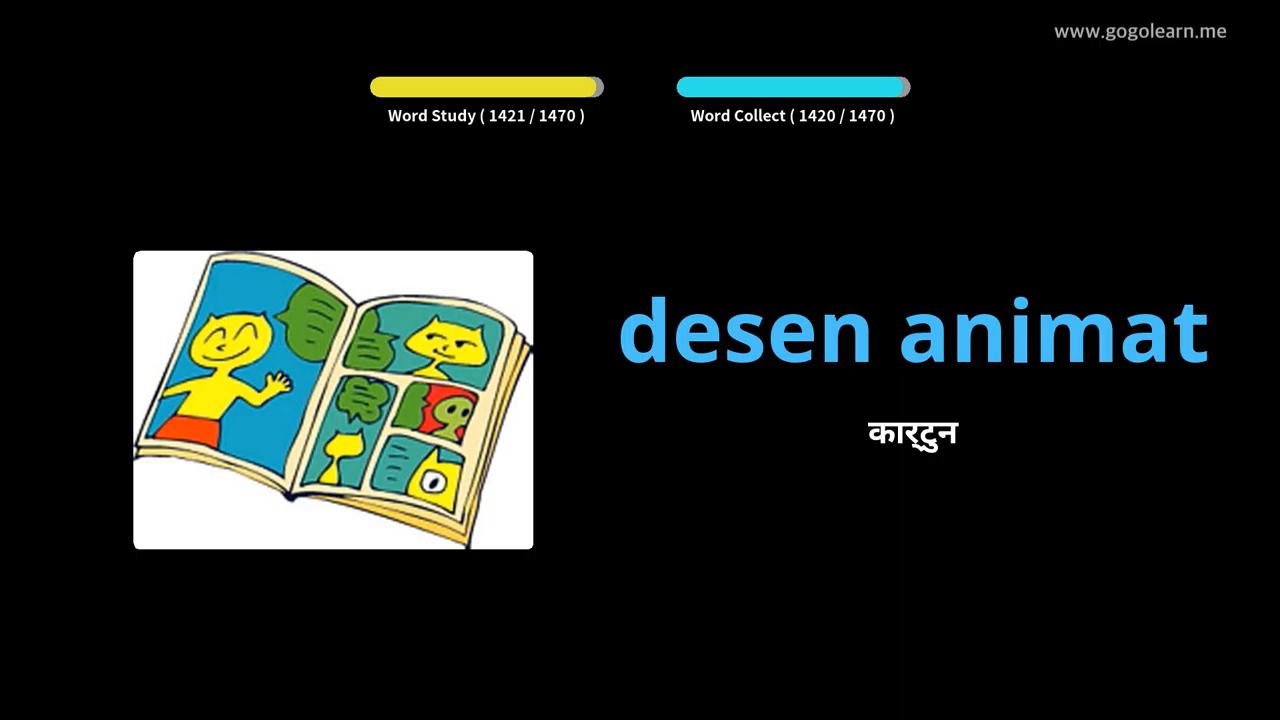 www.gogolearn.me
Word Study ( 1421 / 1470 )
Word Collect ( 1420 / 1470 )
desen animat
कार्‍टुन